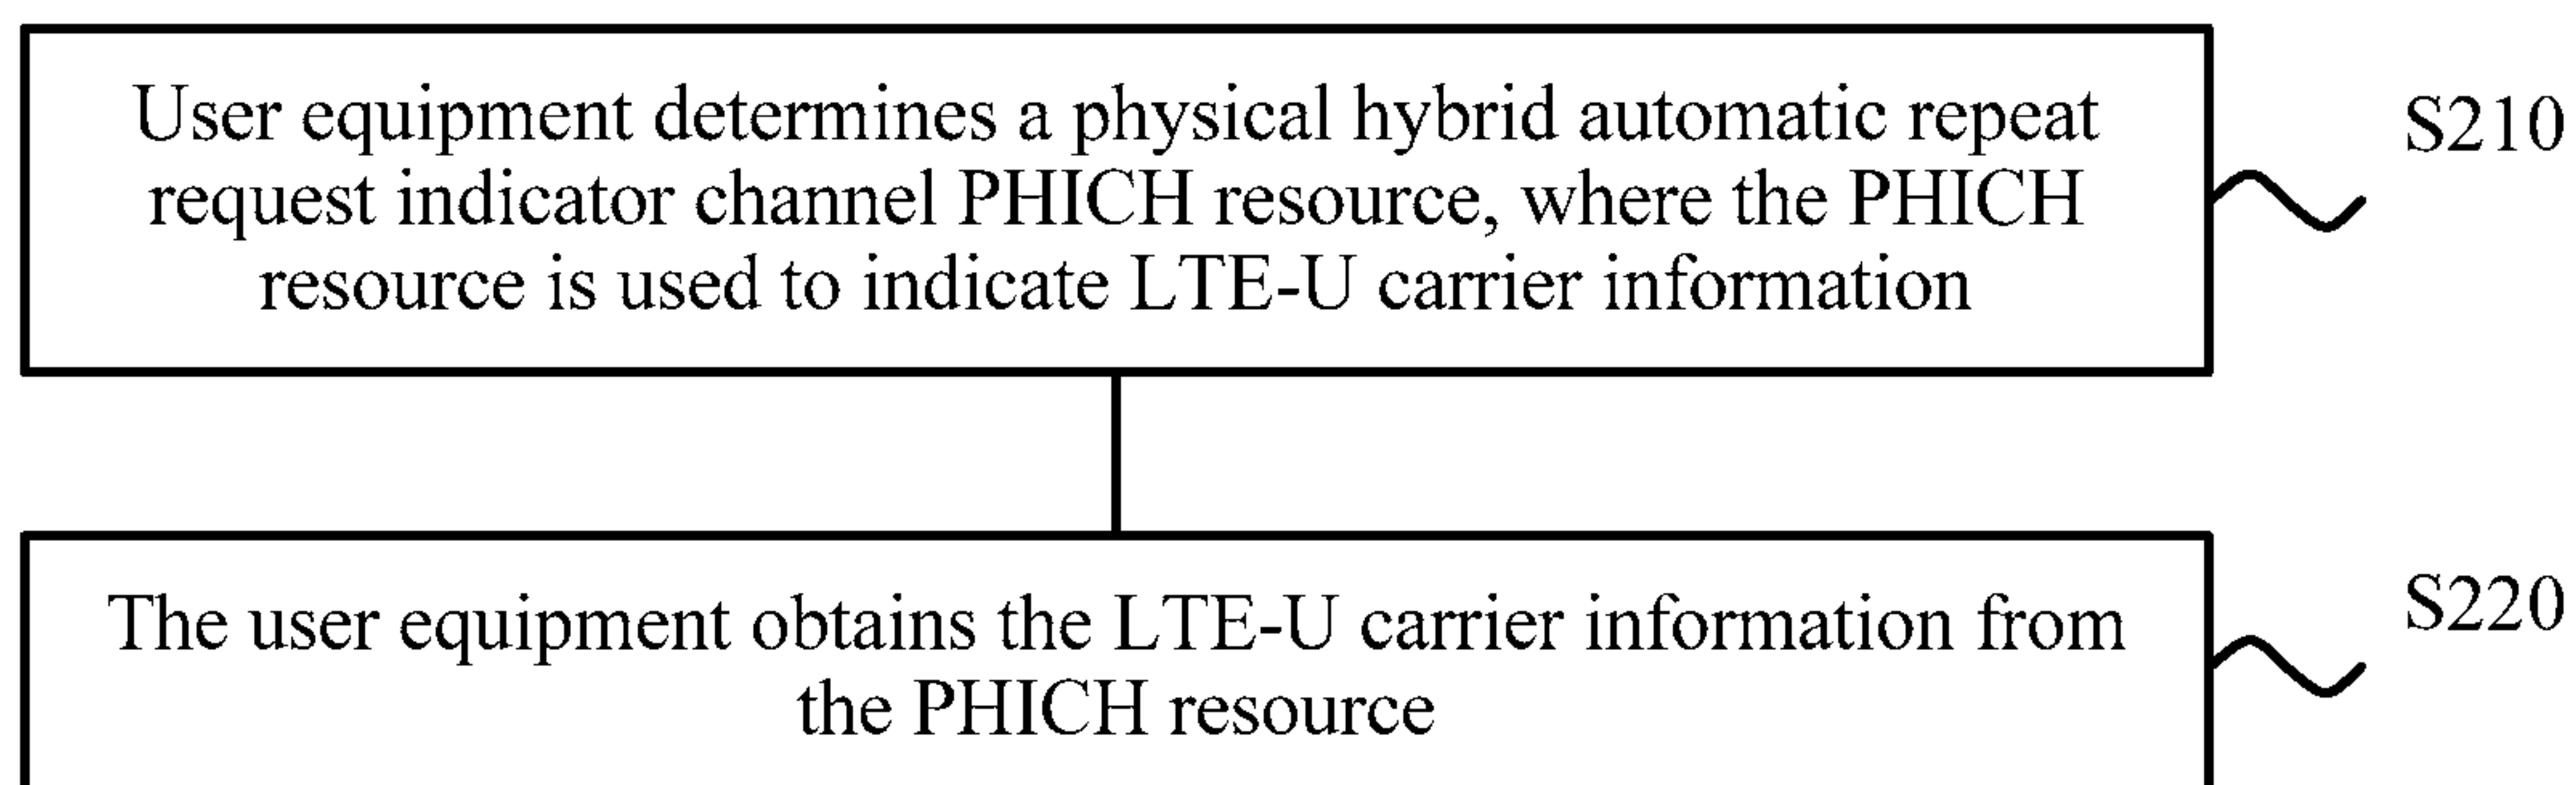 User equipment determines a physical hybrid automatic repeat
request indicator channel PHICH resource, where the PHICH
resource is used to indicate LTE-U carrier information
S210
The user equipment obtains the LTE-U carrier information from
the PHICH resource
S220